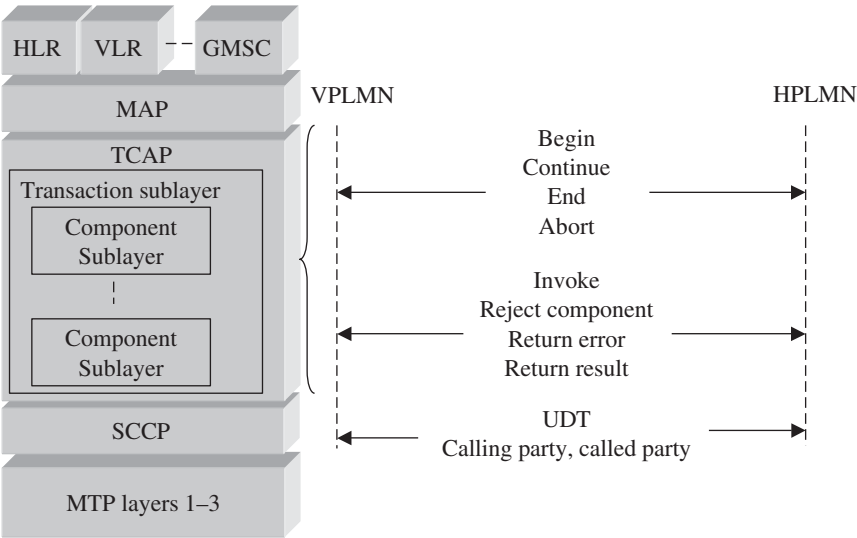 HLR
VLR
GMSC
MAP
TCAP
Transaction sublayer
Component
Sublayer
Component
Sublayer
SCCP
MTP layers 1–3
VPLMN
HPLMN
Begin
Continue
End
Abort
Invoke
Reject component
Return error
Return result
UDT
Calling party, called party